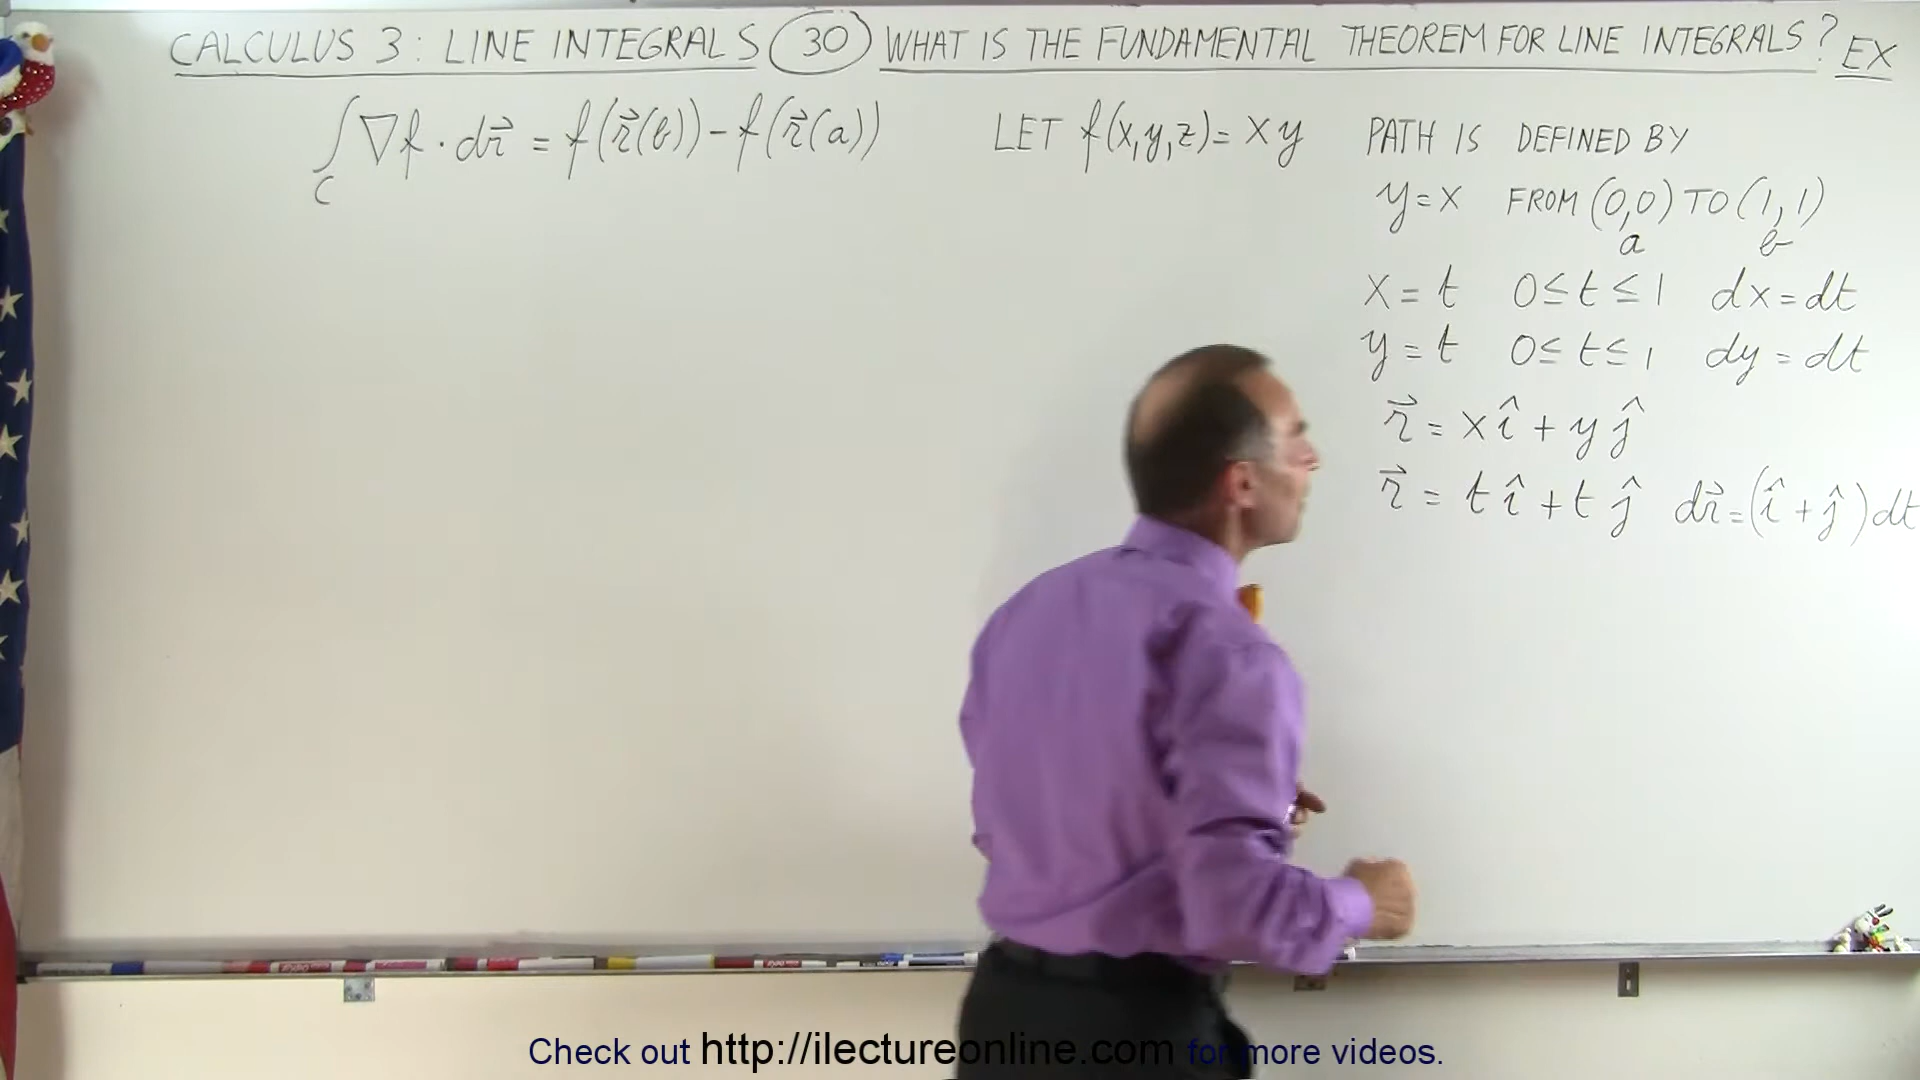 CALCULUS 3: LINE INTEGRALS 30 WHAT IS THE FUNDAMENTAL THEOREM FOR LINE INTEGRALS? EX
∫_C ∇f · dr⃗ = f(r⃗(b)) - f(r⃗(a))
LET f(x,y,z) = xy
PATH IS DEFINED BY
y = x FROM (0,0) TO (1,1)
a b
x = t 0 ≤ t ≤ 1 dx = dt
y = t 0 ≤ t ≤ 1 dy = dt
r⃗ = x î + y ĵ
r⃗ = t î + t ĵ dr⃗ = (î + ĵ) dt
Check out http://ilectureonline.com for more videos.